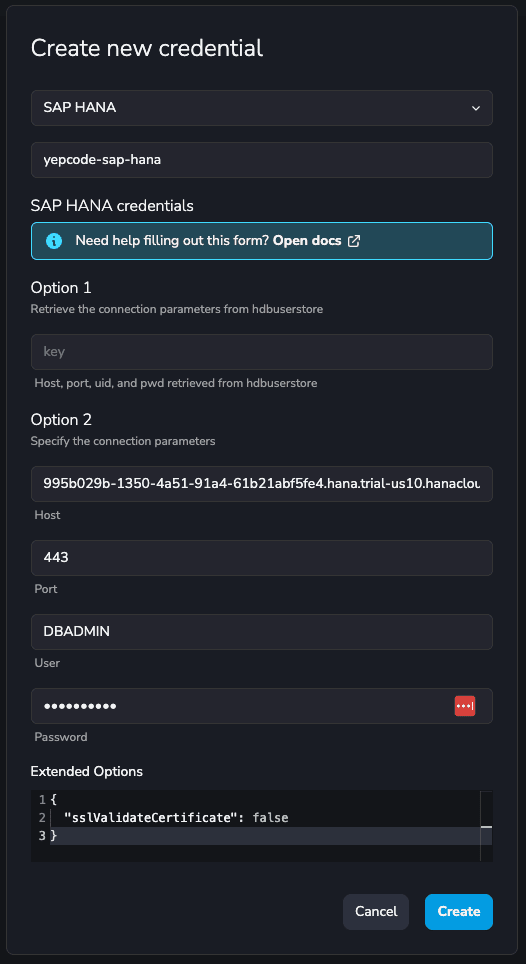 Create new credential
SAP HANA
yepcode-sap-hana
SAP HANA credentials
Need help filling out this form? Open docs
Option 1
Retrieve the connection parameters from hdbuserstore
key
Host, port, uid, and pwd retrieved from hdbuserstore
Option 2
Specify the connection parameters
995b029b-1350-4a51-91a4-61b21abf5fe4.hana.trial-us10.hanaclou
Host
443
Port
DBADMIN
User
••••••••••
Password
Extended Options
1 {
2 "sslValidateCertificate": false
3 }
Cancel Create